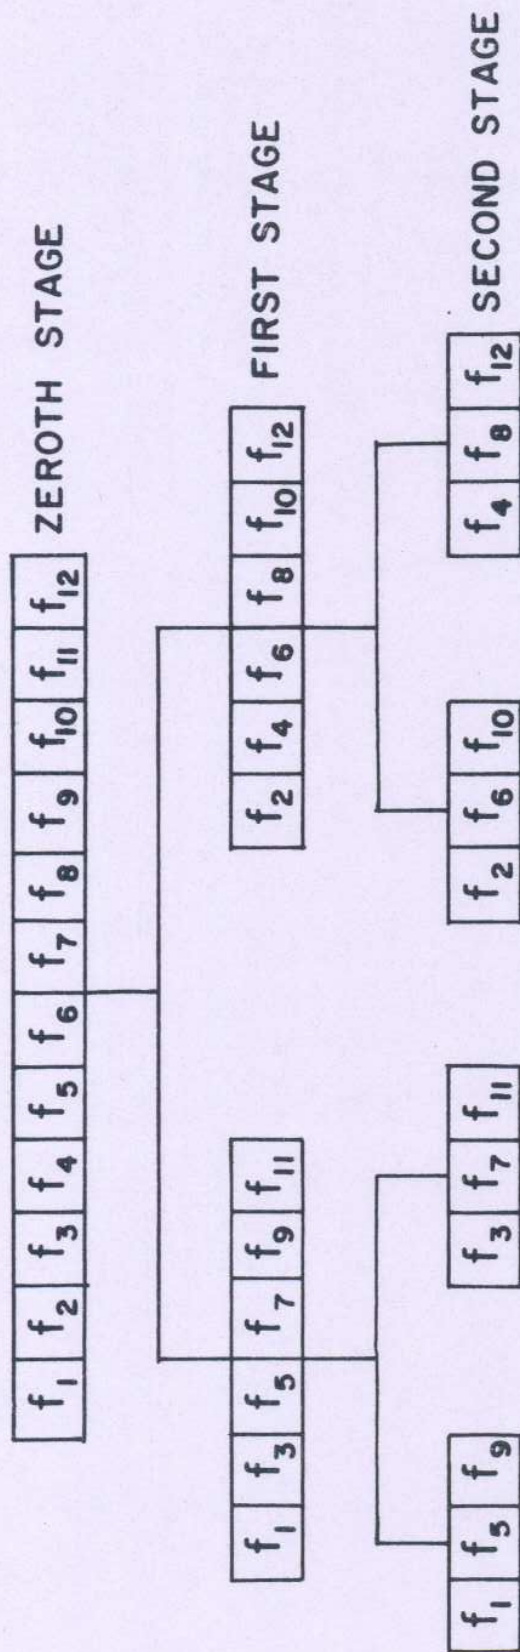 f₁ f₂ f₃ f₄ f₅ f₆ f₇ f₈ f₉ f₁₀ f₁₁ f₁₂ ZEROTH STAGE
f₁ f₃ f₅ f₇ f₉ f₁₁ f₂ f₄ f₆ f₈ f₁₀ f₁₂ FIRST STAGE
f₁ f₅ f₉ f₃ f₇ f₁₁ f₂ f₆ f₁₀ f₄ f₈ f₁₂ SECOND STAGE